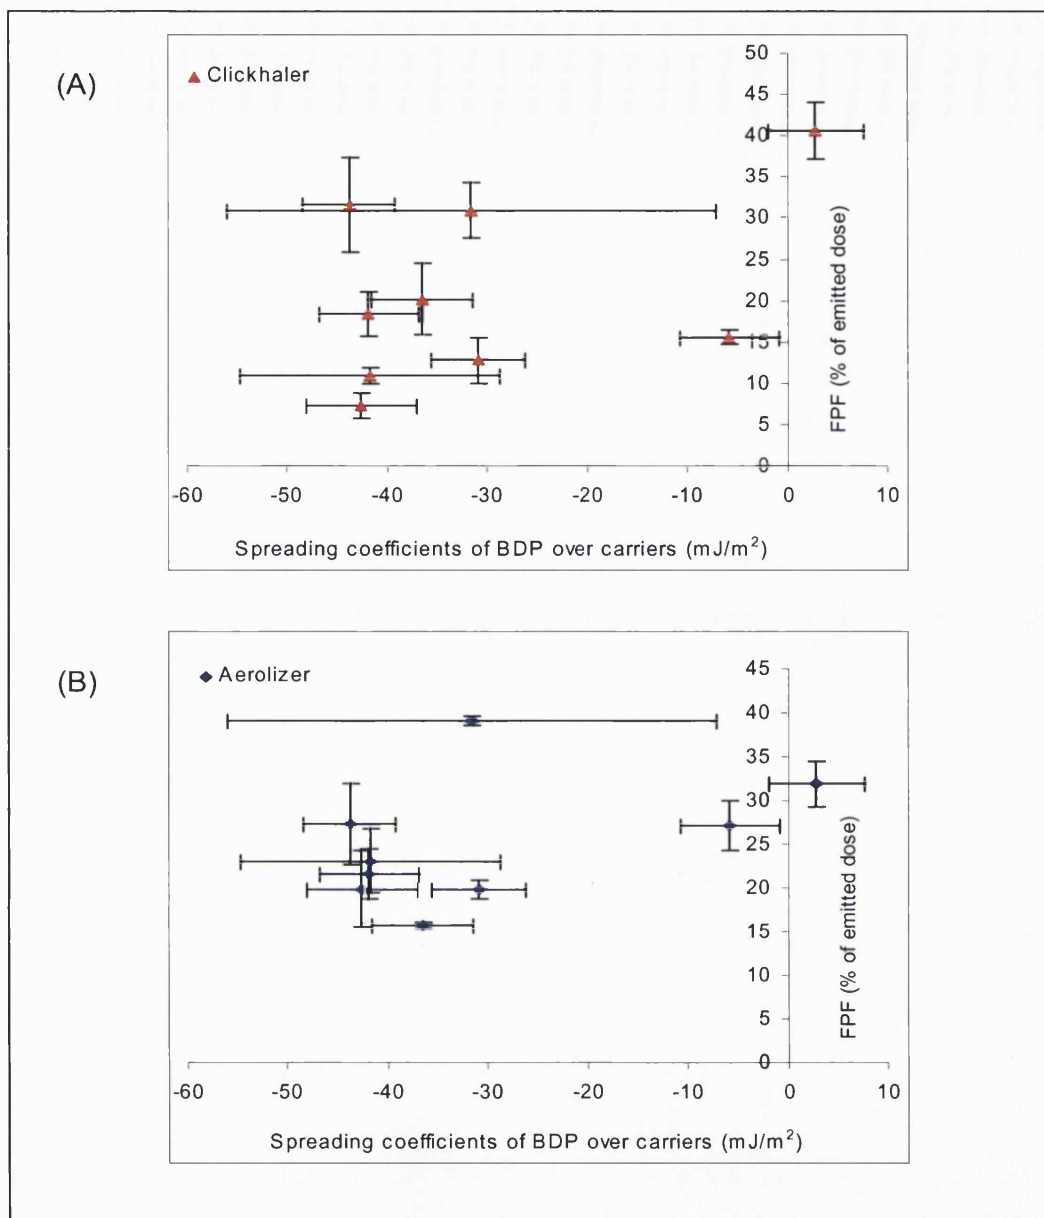 (A)
Clickhaler
50
45
40
35
30
25
20
15
10
5
0
FPF (% of emitted dose)
-60 -50 -40 -30 -20 -10 0 10
Spreading coefficients of BDP over carriers (mJ/m²)
(B)
Aerolizer
45
40
35
30
25
20
15
10
5
0
FPF (% of emitted dose)
-60 -50 -40 -30 -20 -10 0 10
Spreading coefficients of BDP over carriers (mJ/m²)